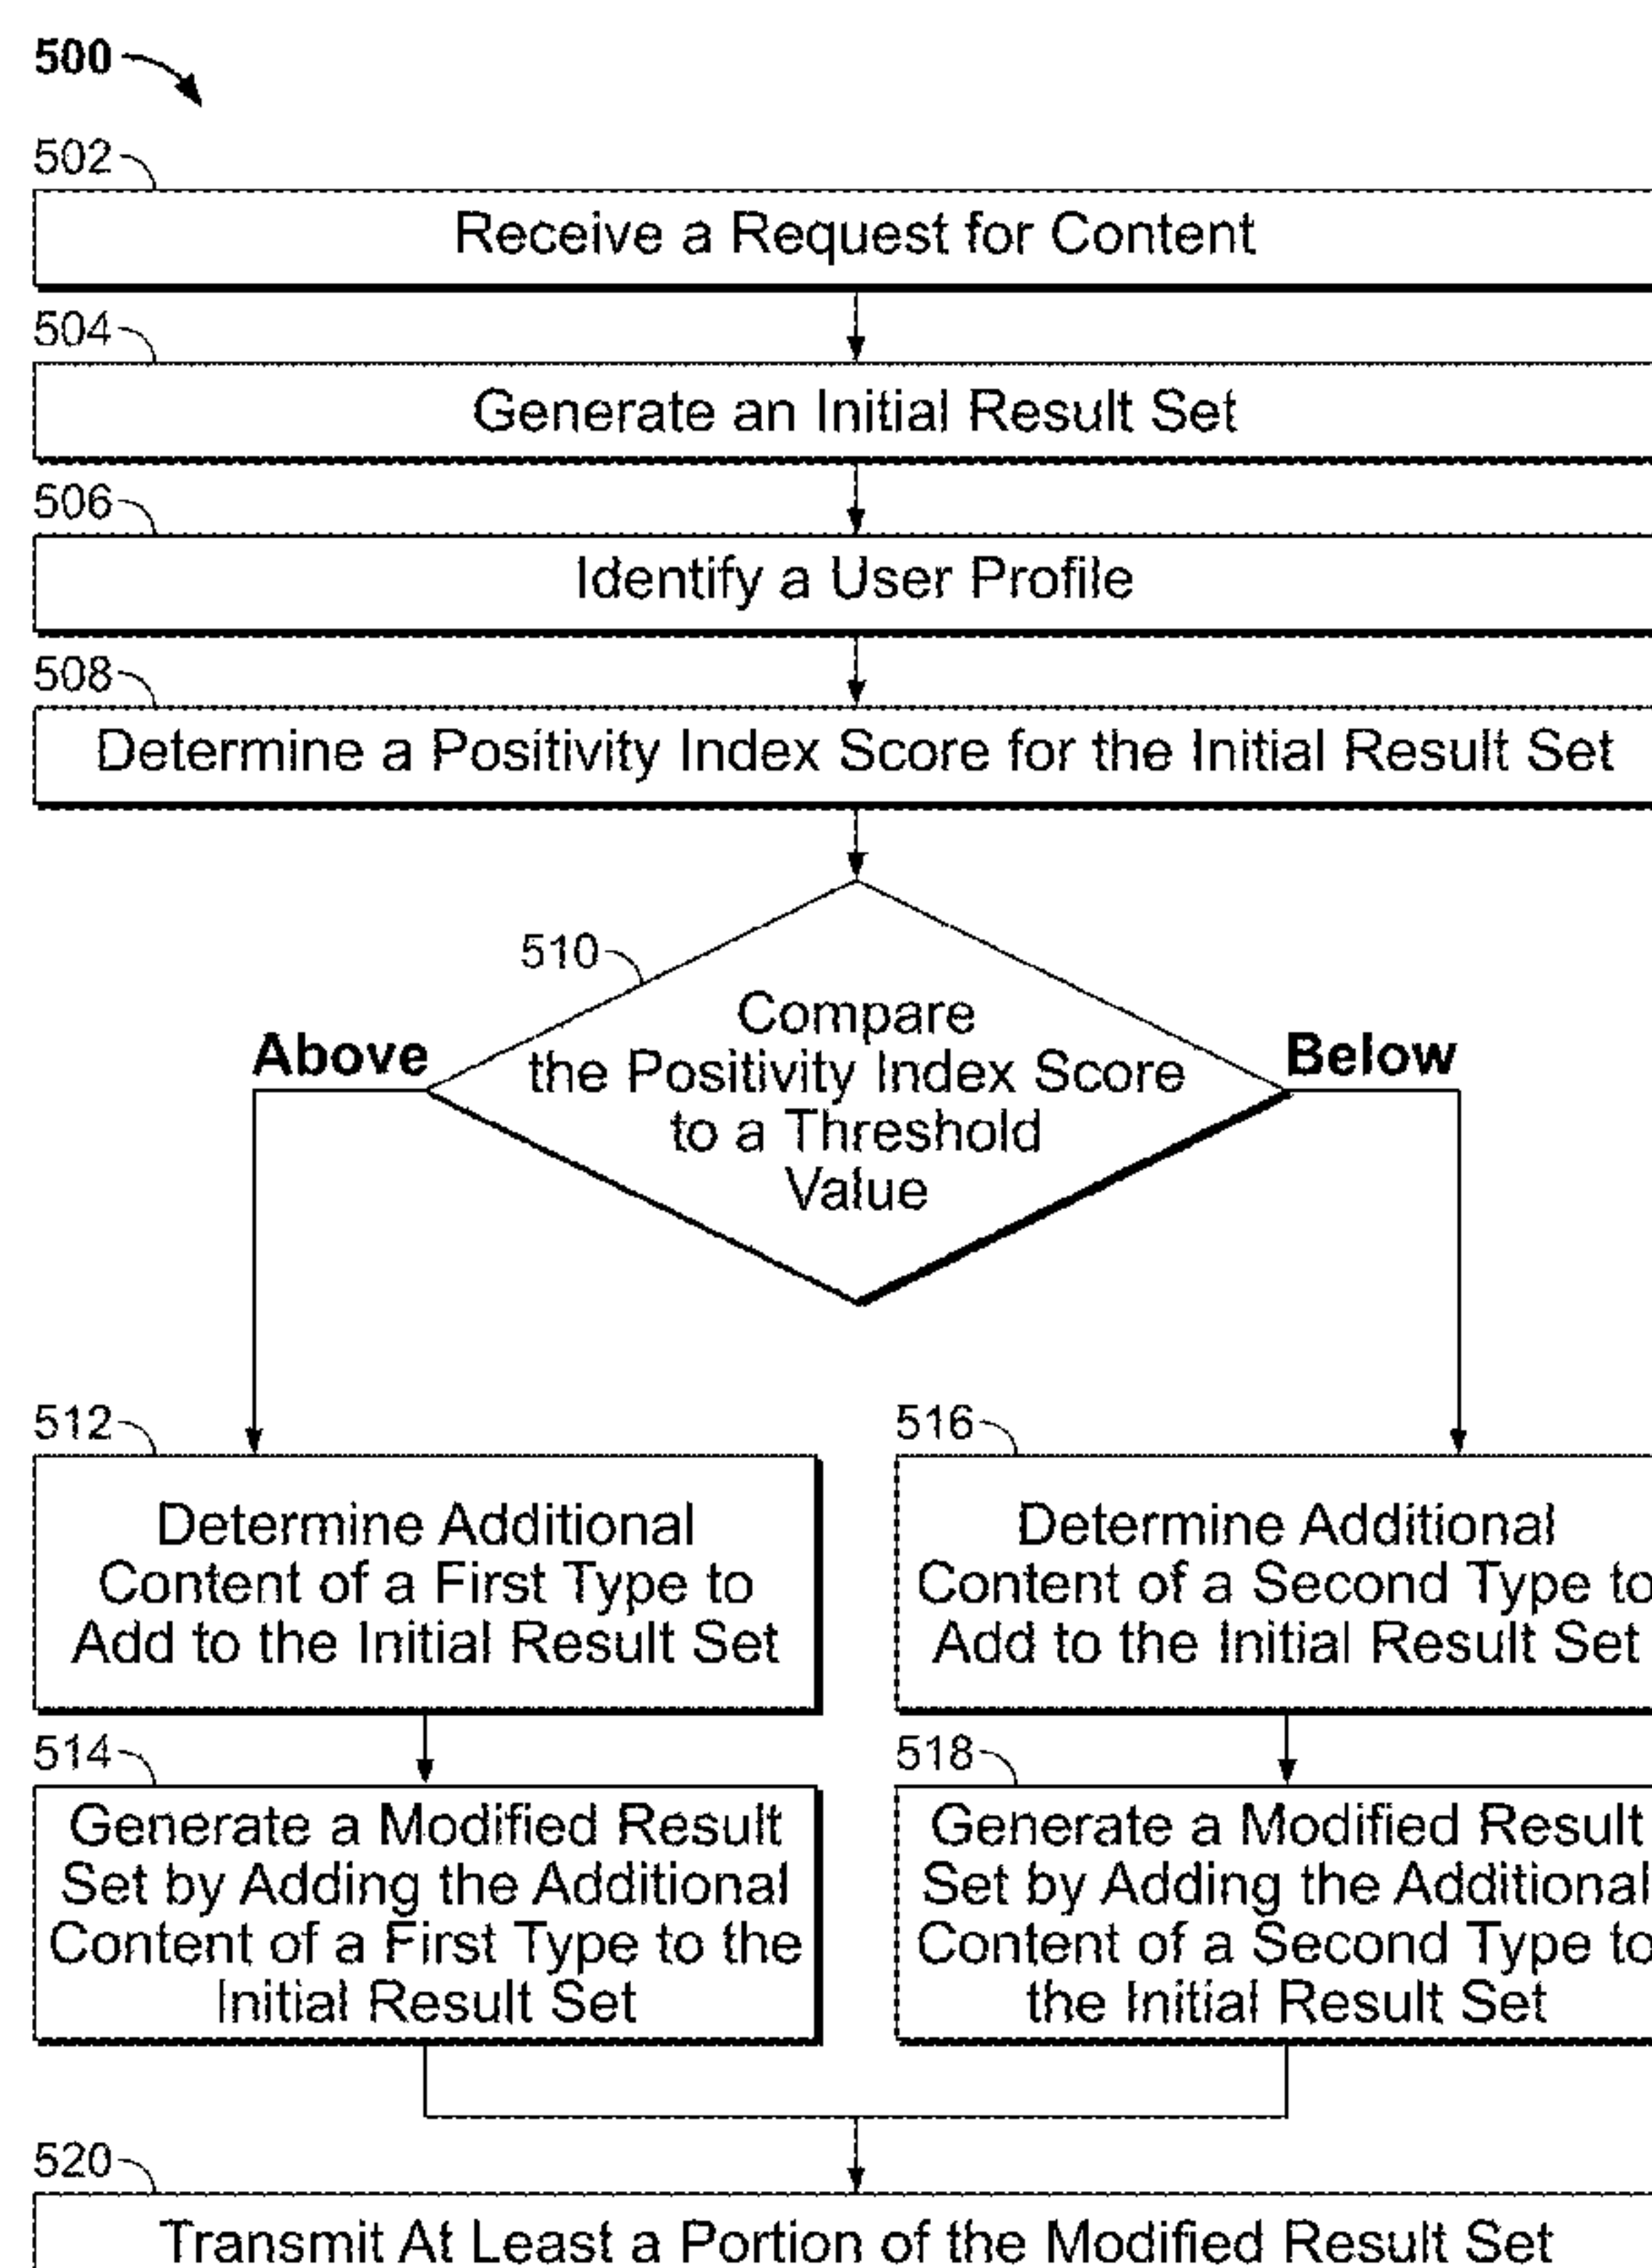 500
502
Receive a Request for Content
504
Generate an Initial Result Set
506
Identify a User Profile
508
Determine a Positivity Index Score for the Initial Result Set
510
Compare
the Positivity Index Score
to a Threshold
Value
Above
Below
512
Determine Additional
Content of a First Type to
Add to the Initial Result Set
514
Generate a Modified Result
Set by Adding the Additional
Content of a First Type to the
Initial Result Set
516
Determine Additional
Content of a Second Type to
Add to the Initial Result Set
518
Generate a Modified Result
Set by Adding the Additional
Content of a Second Type to
the Initial Result Set
520
Transmit At Least a Portion of the Modified Result Set